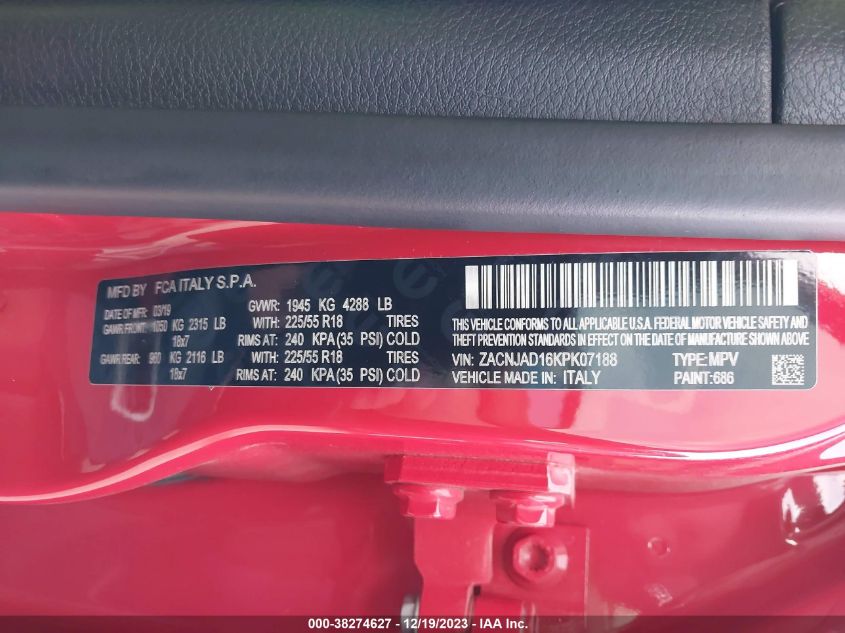 MFD BY FCA ITALY S.P.A.
DATE OF MFR: 03/19 GVWR: 1945 KG 4288 LB
GAWR FRONT: 1050 KG 2315 LB WITH: 225/55 R18 TIRES
18x7 RIMS AT: 240 KPA (35 PSI) COLD
GAWR REAR: 960 KG 2116 LB WITH: 225/55 R18 TIRES
18x7 RIMS AT: 240 KPA (35 PSI) COLD
THIS VEHICLE CONFORMS TO ALL APPLICABLE U.S.A. FEDERAL MOTOR VEHICLE SAFETY, BUMPER, AND
THEFT PREVENTION STANDARDS IN EFFECT ON THE DATE OF MANUFACTURE SHOWN ABOVE.
VIN: ZACNJAD16KPK07188 TYPE: MPV
VEHICLE MADE IN: ITALY PAINT: 686
000-38274627 - 12/19/2023 - IAA Inc.